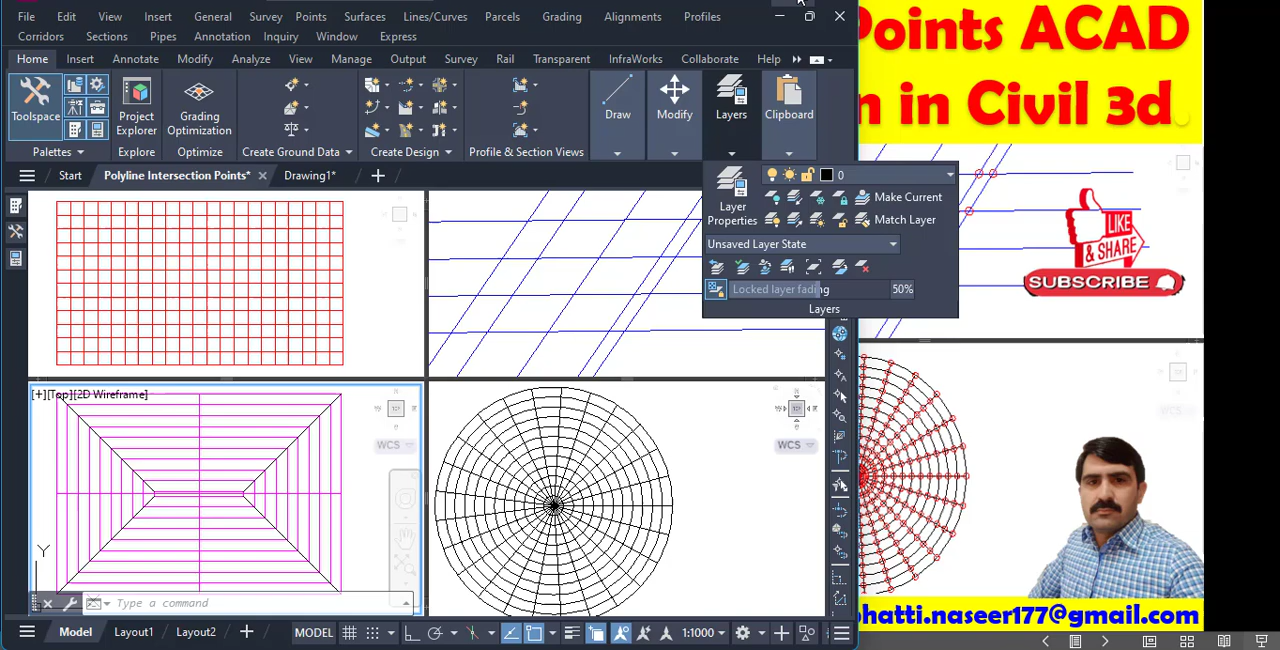 File Edit View Insert General Survey Points Surfaces Lines/Curves Parcels Grading Alignments Profiles
Corridors Sections Pipes Annotation Inquiry Window Express
Home Insert Annotate Modify Analyze View Manage Output Survey Rail Transparent InfraWorks Collaborate Help
Toolspace
Project Explorer
Grading Optimization
Draw
Modify
Layers
Clipboard
Palettes
Explore
Optimize
Create Ground Data
Create Design
Profile & Section Views
Start
Polyline Intersection Points*
Drawing1*
0
Layer Properties
Make Current
Match Layer
Unsaved Layer State
Locked layer fading
50%
Layers
[+][Top][2D Wireframe]
WCS
WCS
Y
Type a command
Model Layout1 Layout2
MODEL
1:1000
Points ACAD
n in Civil 3d.
LIKE
& SHARE
SUBSCRIBE
bhatti.naseer177@gmail.com